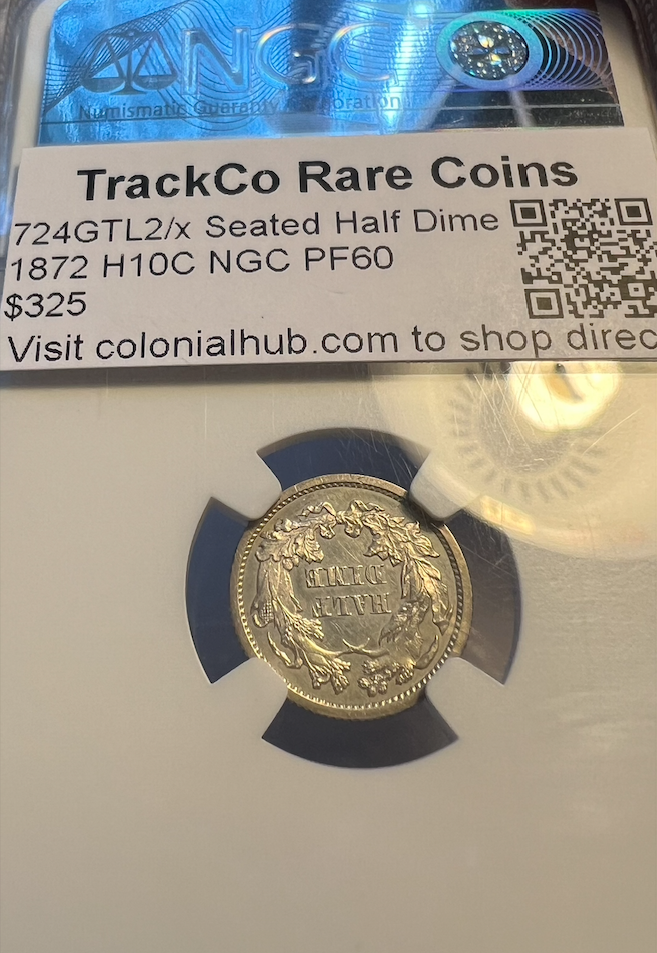 NGC
Numismatic Guaranty Corporation
TrackCo Rare Coins
724GTL2/x Seated Half Dime
1872 H10C NGC PF60
$325
Visit colonialhub.com to shop direc
HALF
DIME